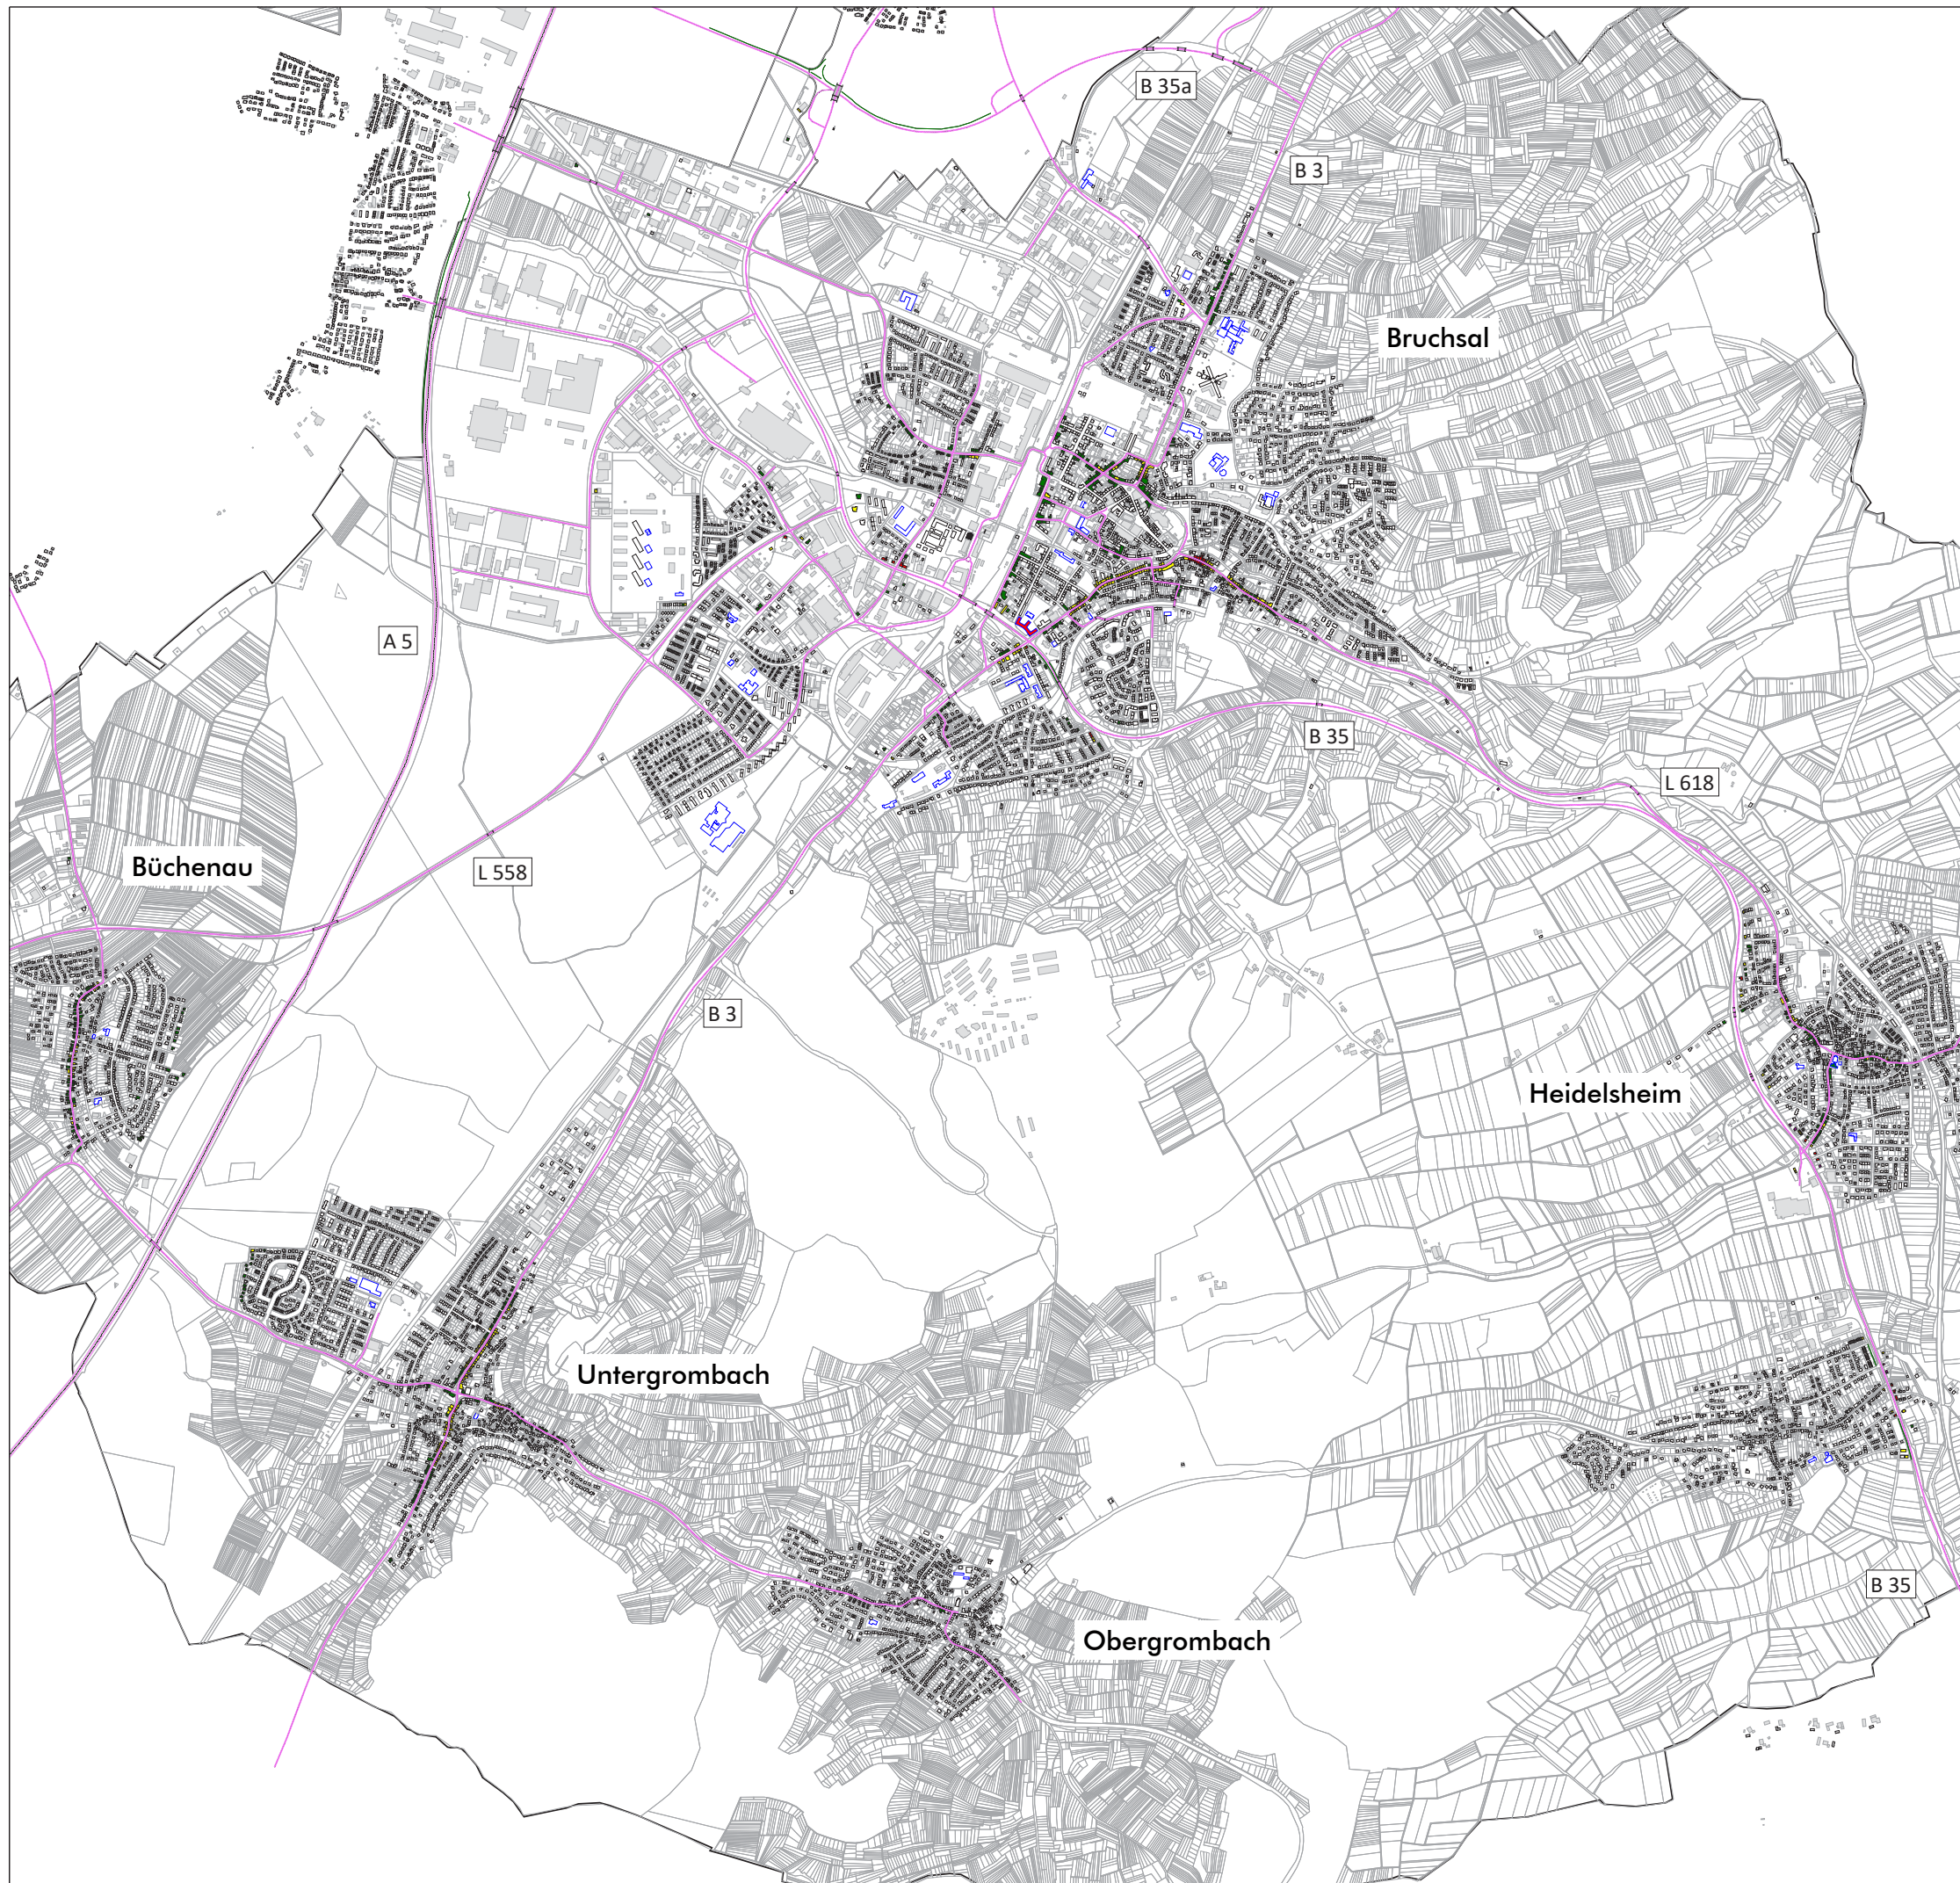 B 35a
B 3
Bruchsal
A 5
B 35
L 618
Büchenau
L 558
B 3
Heidelsheim
Untergrombach
B 35
Obergrombach